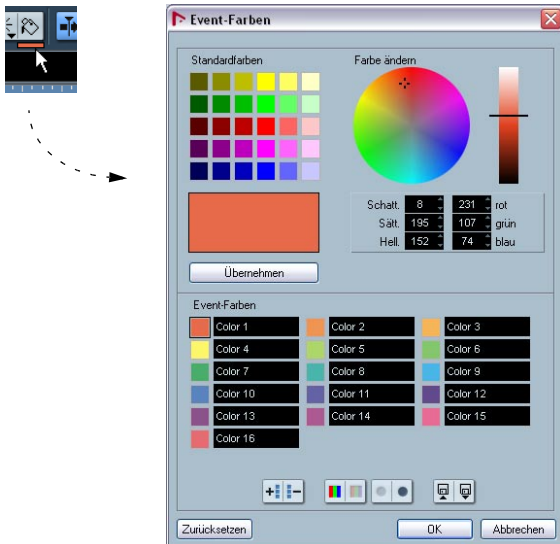 Event-Farben
Standardfarben
Farbe ändern
Schatt. 8 231 rot
Sätt. 195 107 grün
Hell. 152 74 blau
Übernehmen
Event-Farben
Color 1 Color 2 Color 3
Color 4 Color 5 Color 6
Color 7 Color 8 Color 9
Color 10 Color 11 Color 12
Color 13 Color 14 Color 15
Color 16
Zurücksetzen OK Abbrechen